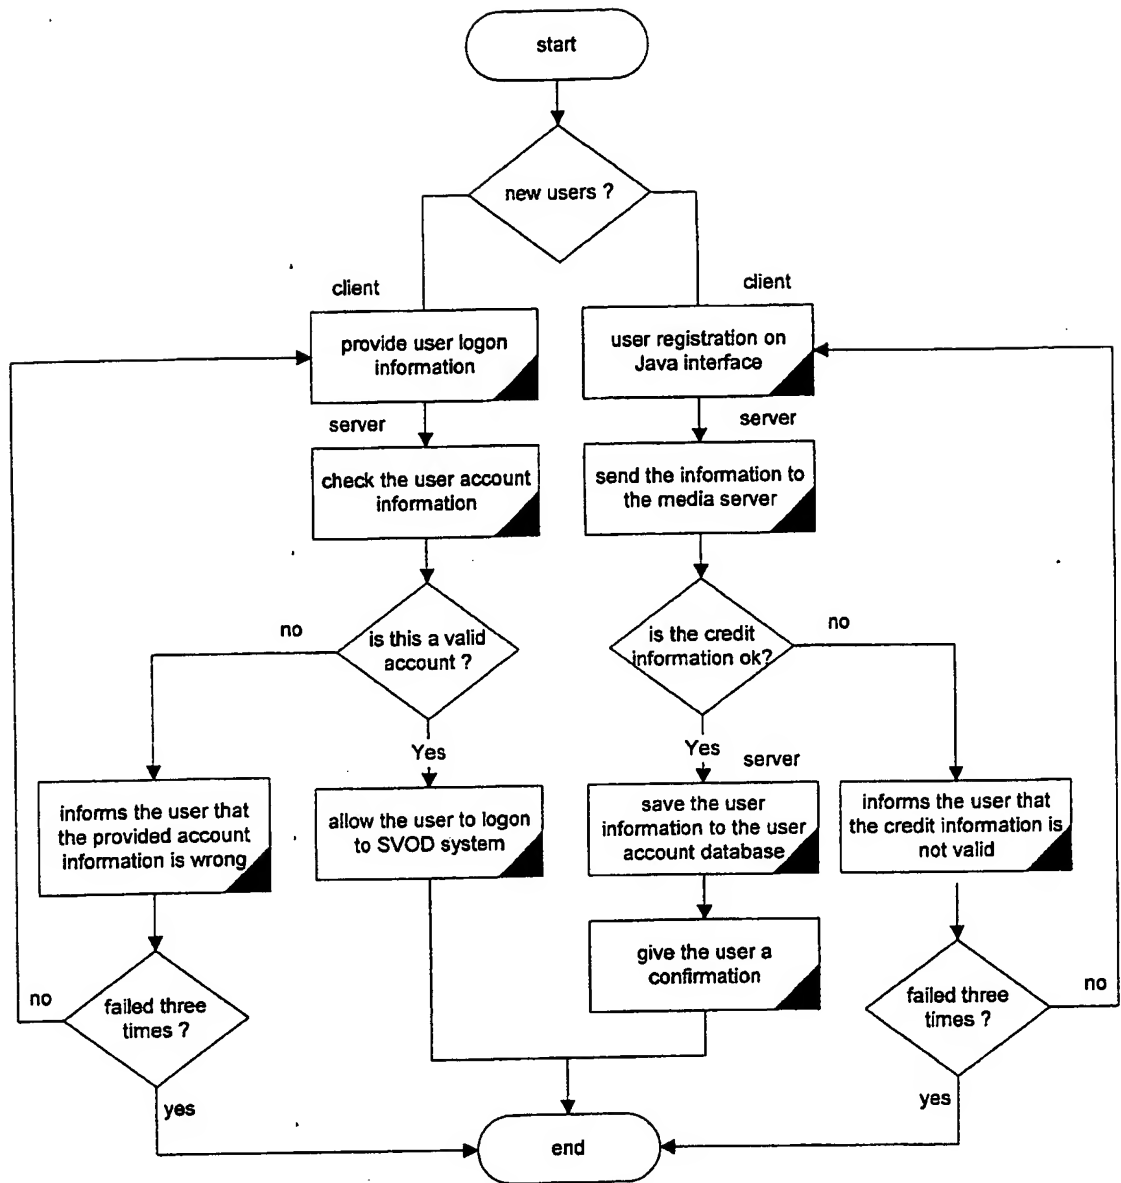 start
new users ?
client
client
provide user logon
information
user registration on
Java interface
server
server
check the user account
information
send the information to
the media server
no
is this a valid
account ?
is the credit
information ok?
no
Yes
Yes
server
informs the user that
the provided account
information is wrong
allow the user to logon
to SVOD system
save the user
information to the user
account database
informs the user that
the credit information is
not valid
give the user a
confirmation
no
failed three
times ?
failed three
times ?
no
yes
yes
end